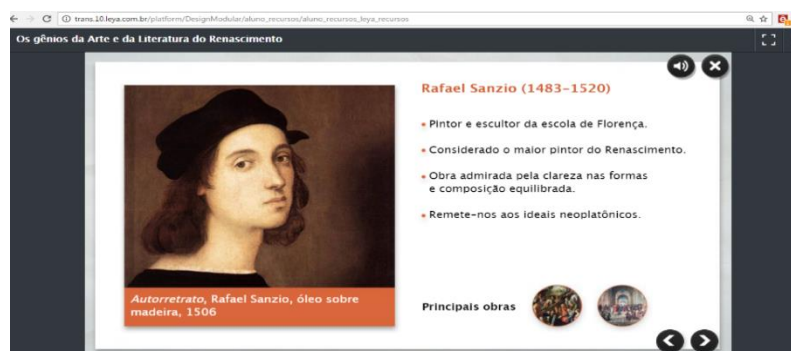 trans.10.leya.com.br/platform/DesignModular/aluno_recursos/aluno_recursos_leya_recursos
Os gênios da Arte e da Literatura do Renascimento
Rafael Sanzio (1483–1520)
• Pintor e escultor da escola de Florença.
• Considerado o maior pintor do Renascimento.
• Obra admirada pela clareza nas formas
e composição equilibrada.
• Remete-nos aos ideais neoplatônicos.
Autorretrato, Rafael Sanzio, óleo sobre
madeira, 1506
Principais obras